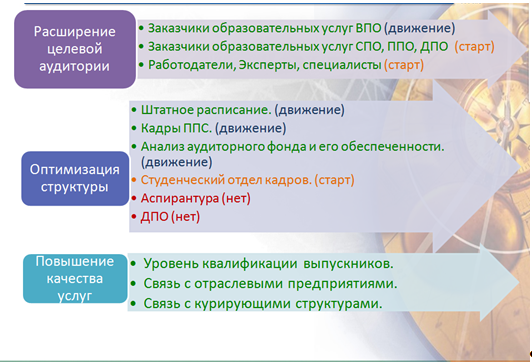 Расширение
целевой
аудитории
• Заказчики образовательных услуг ВПО (движение)
• Заказчики образовательных услуг СПО, ППО, ДПО (старт)
• Работодатели, Эксперты, специалисты (старт)
Оптимизация
структуры
• Штатное расписание. (движение)
• Кадры ППС. (движение)
• Анализ аудиторного фонда и его обеспеченности.
(движение)
• Студенческий отдел кадров. (старт)
• Аспирантура (нет)
• ДПО (нет)
Повышение
качества
услуг
• Уровень квалификации выпускников.
• Связь с отраслевыми предприятиями.
• Связь с курирующими структурами.